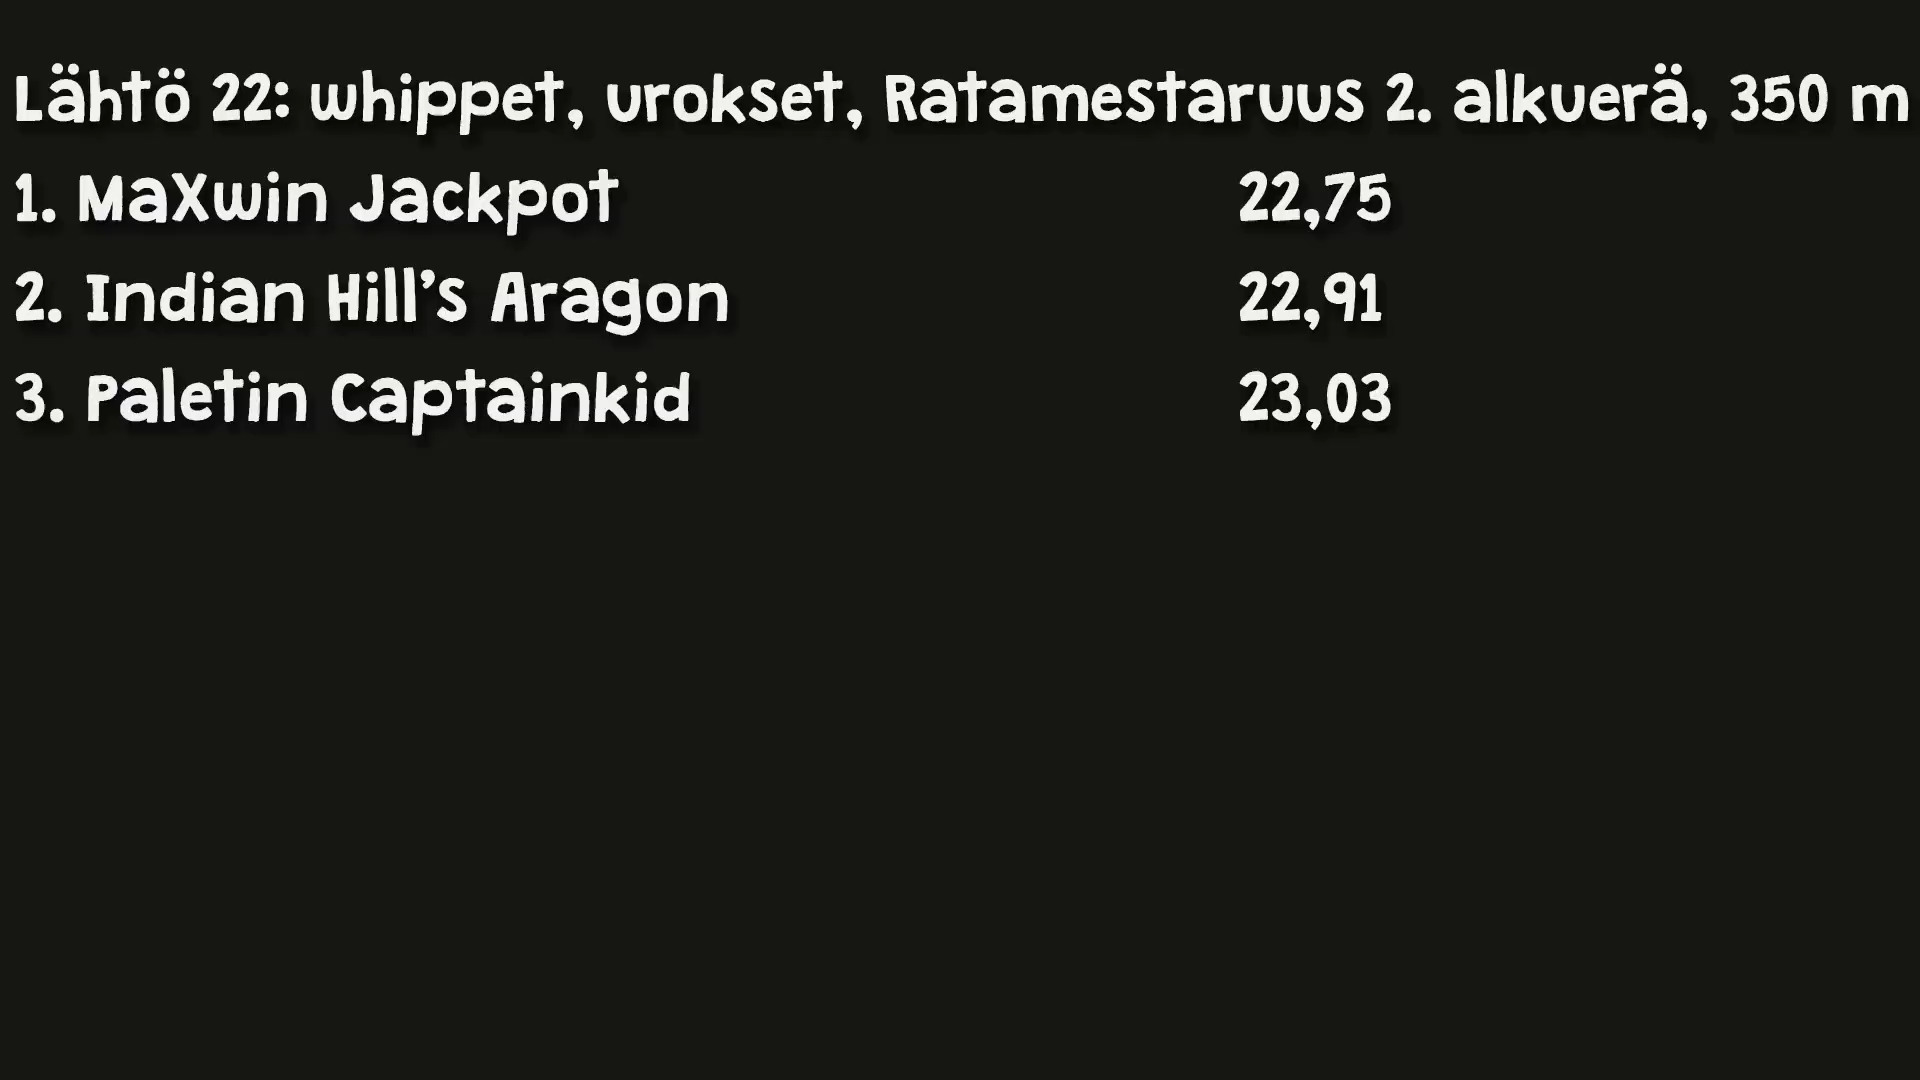 Lähtö 22: whippet, urokset, Ratamestaruus 2. alkuerä, 350 m
1. MaXwin Jackpot 22,75
2. Indian Hill's Aragon 22,91
3. Paletin Captainkid 23,03